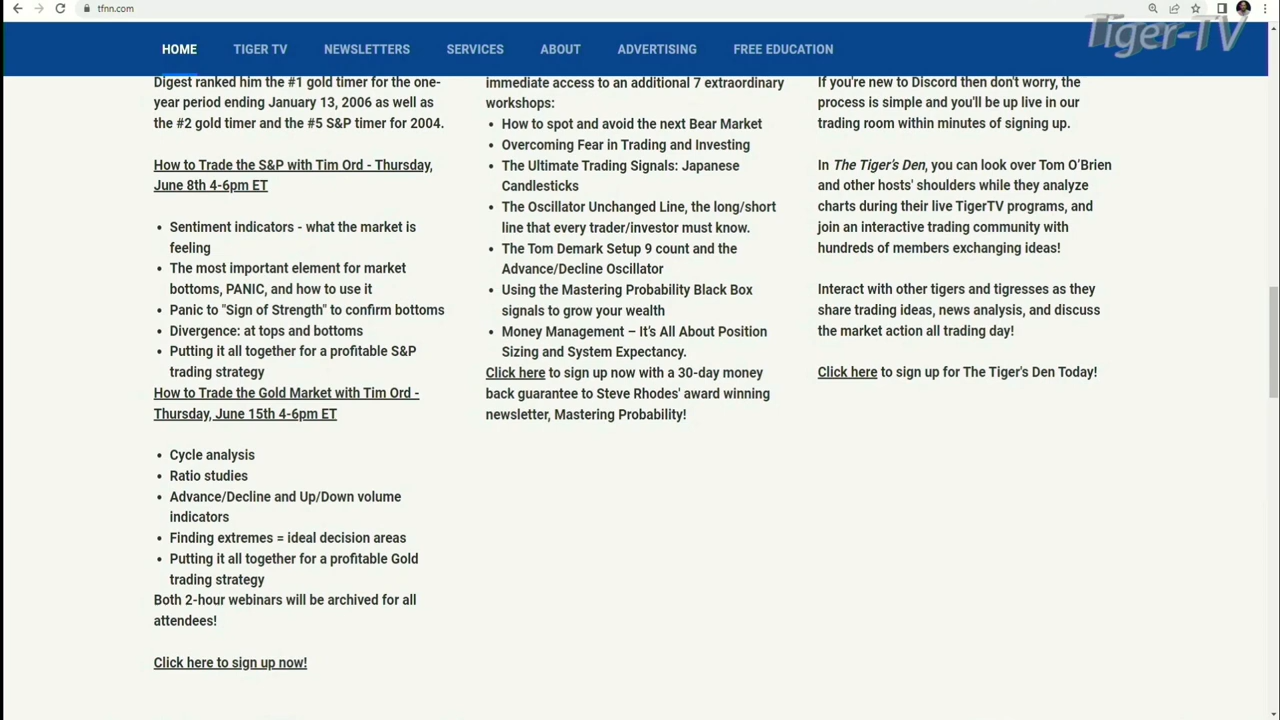 tfnn.com
Tiger-TV
HOME
TIGER TV
NEWSLETTERS
SERVICES
ABOUT
ADVERTISING
FREE EDUCATION
Digest ranked him the #1 gold timer for the one-
year period ending January 13, 2006 as well as
the #2 gold timer and the #5 S&P timer for 2004.
How to Trade the S&P with Tim Ord - Thursday,
June 8th 4-6pm ET
• Sentiment indicators - what the market is
feeling
• The most important element for market
bottoms, PANIC, and how to use it
• Panic to "Sign of Strength" to confirm bottoms
• Divergence: at tops and bottoms
• Putting it all together for a profitable S&P
trading strategy
How to Trade the Gold Market with Tim Ord -
Thursday, June 15th 4-6pm ET
• Cycle analysis
• Ratio studies
• Advance/Decline and Up/Down volume
indicators
• Finding extremes = ideal decision areas
• Putting it all together for a profitable Gold
trading strategy
Both 2-hour webinars will be archived for all
attendees!
Click here to sign up now!
immediate access to an additional 7 extraordinary
workshops:
• How to spot and avoid the next Bear Market
• Overcoming Fear in Trading and Investing
• The Ultimate Trading Signals: Japanese
Candlesticks
• The Oscillator Unchanged Line, the long/short
line that every trader/investor must know.
• The Tom Demark Setup 9 count and the
Advance/Decline Oscillator
• Using the Mastering Probability Black Box
signals to grow your wealth
• Money Management – It's All About Position
Sizing and System Expectancy.
Click here to sign up now with a 30-day money
back guarantee to Steve Rhodes' award winning
newsletter, Mastering Probability!
If you're new to Discord then don't worry, the
process is simple and you'll be up live in our
trading room within minutes of signing up.
In The Tiger's Den, you can look over Tom O'Brien
and other hosts' shoulders while they analyze
charts during their live TigerTV programs, and
join an interactive trading community with
hundreds of members exchanging ideas!
Interact with other tigers and tigresses as they
share trading ideas, news analysis, and discuss
the market action all trading day!
Click here to sign up for The Tiger's Den Today!